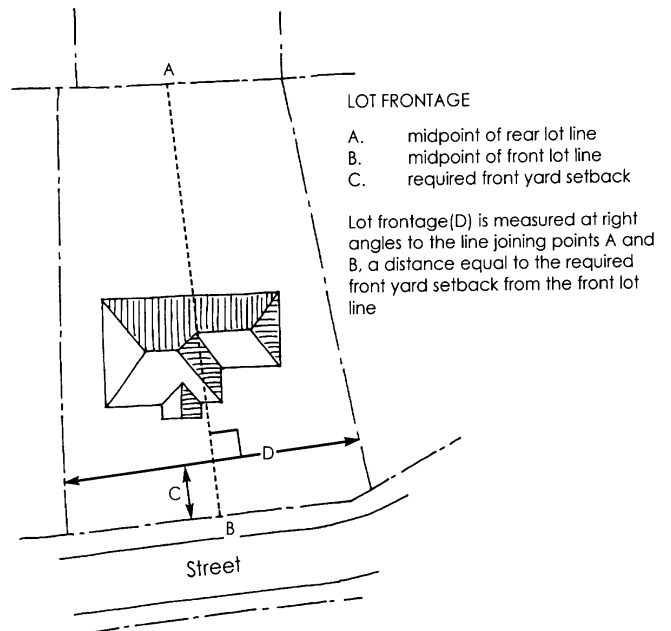 A
LOT FRONTAGE
A. midpoint of rear lot line
B. midpoint of front lot line
C. required front yard setback
Lot frontage(D) is measured at right
angles to the line joining points A and
B, a distance equal to the required
front yard setback from the front lot
line
D
C
B
Street